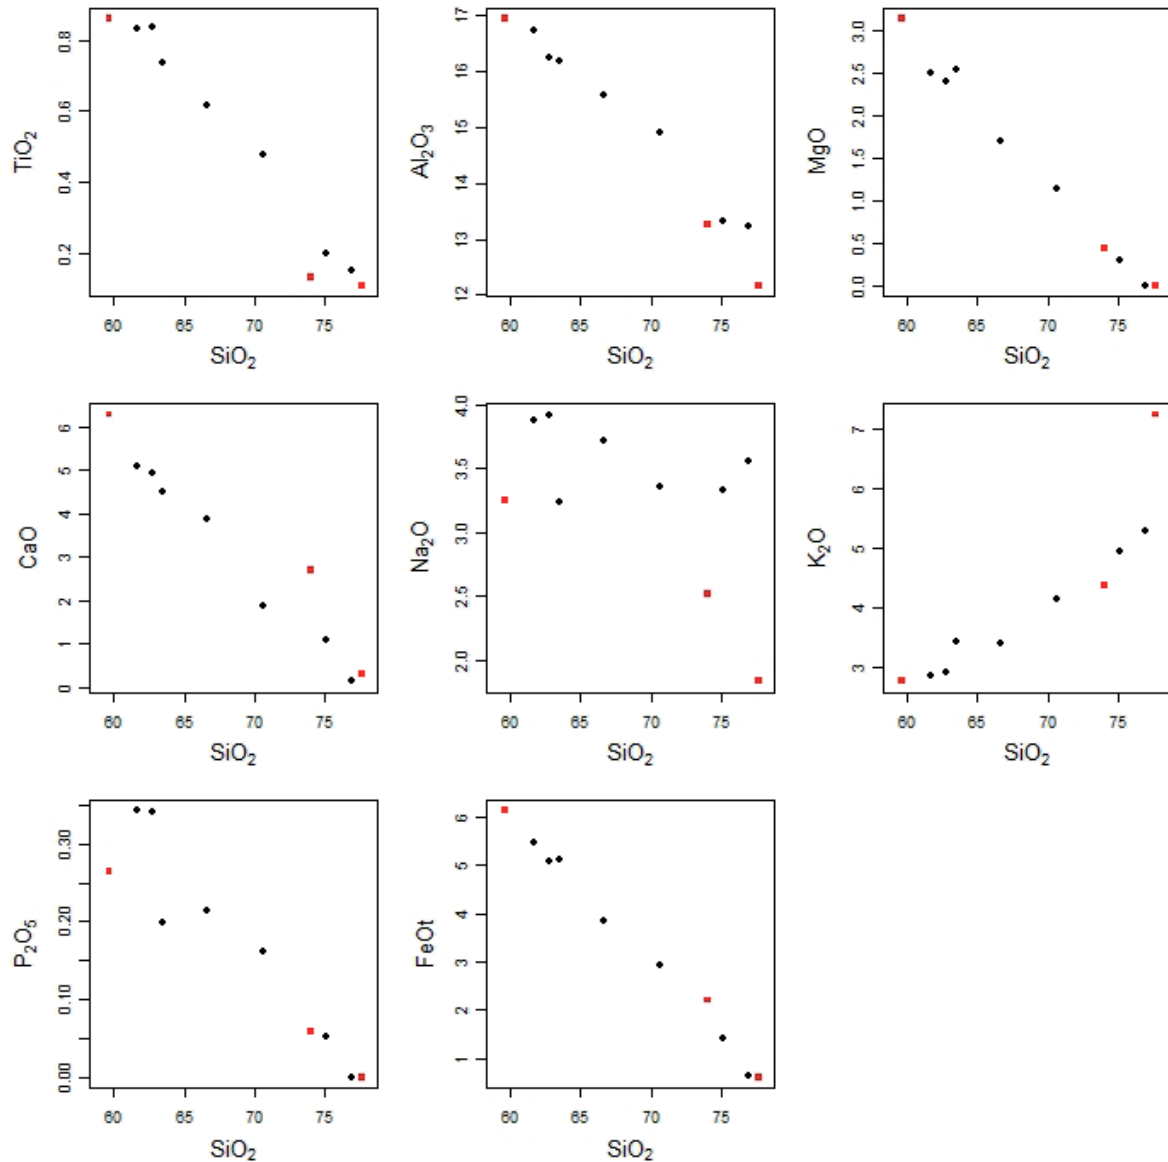 TiO₂
0.2 0.4 0.6 0.8
60 65 70 75
SiO₂
Al₂O₃
12 13 14 15 16 17
60 65 70 75
SiO₂
MgO
0.0 0.5 1.0 1.5 2.0 2.5 3.0
60 65 70 75
SiO₂
CaO
0 1 2 3 4 5 6
60 65 70 75
SiO₂
Na₂O
2.0 2.5 3.0 3.5 4.0
60 65 70 75
SiO₂
K₂O
3 4 5 6 7
60 65 70 75
SiO₂
P₂O₅
0.00 0.10 0.20 0.30
60 65 70 75
SiO₂
FeOt
1 2 3 4 5 6
60 65 70 75
SiO₂